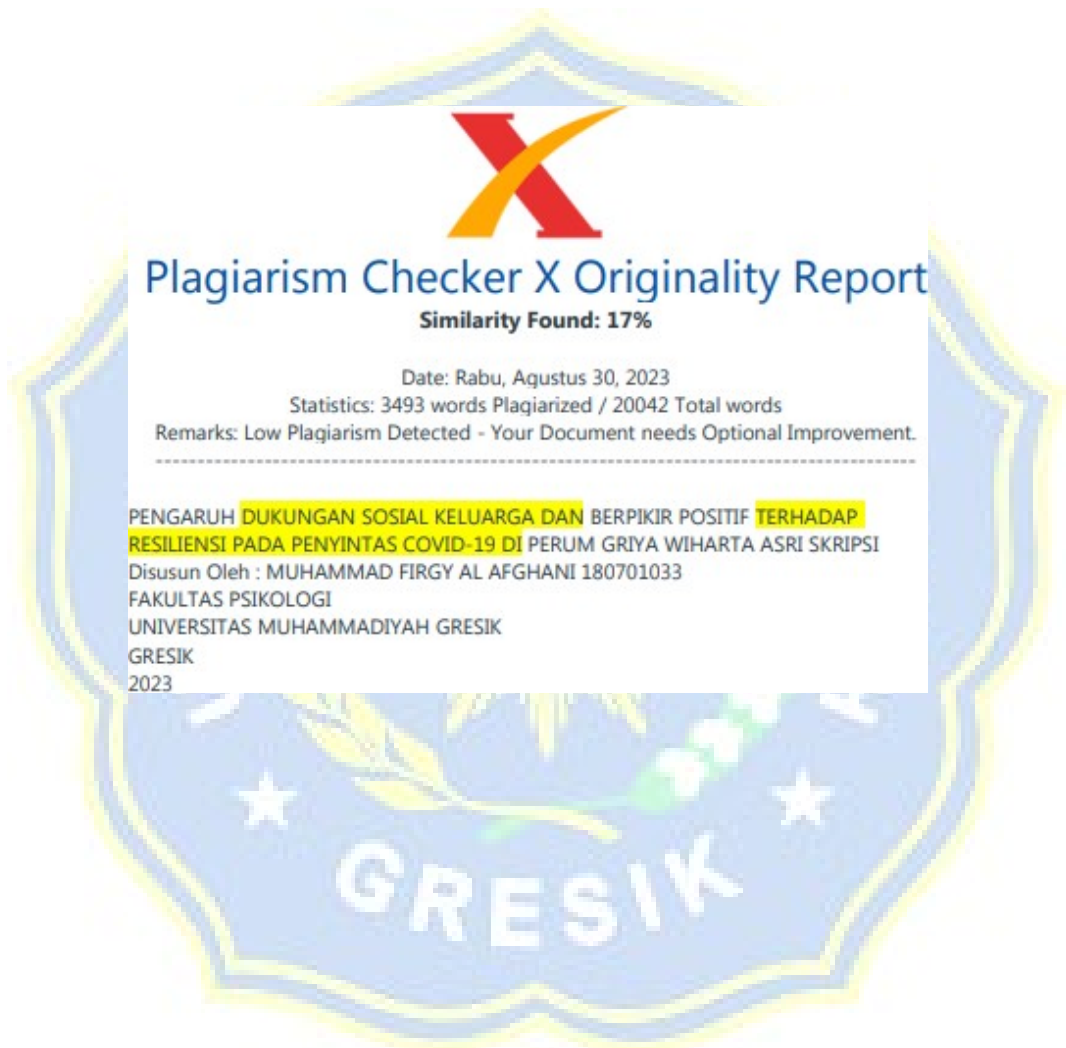 Plagiarism Checker X Originality Report
Similarity Found: 17%
Date: Rabu, Agustus 30, 2023
Statistics: 3493 words Plagiarized / 20042 Total words
Remarks: Low Plagiarism Detected - Your Document needs Optional Improvement.
-------------------------------------------------------------------------------------------
PENGARUH DUKUNGAN SOSIAL KELUARGA DAN BERPIKIR POSITIF TERHADAP
RESILIENSI PADA PENYINTAS COVID-19 DI PERUM GRIYA WIHARTA ASRI SKRIPSI
Disusun Oleh : MUHAMMAD FIRGY AL AFGHANI 180701033
FAKULTAS PSIKOLOGI
UNIVERSITAS MUHAMMADIYAH GRESIK
GRESIK
2023
GRESIK